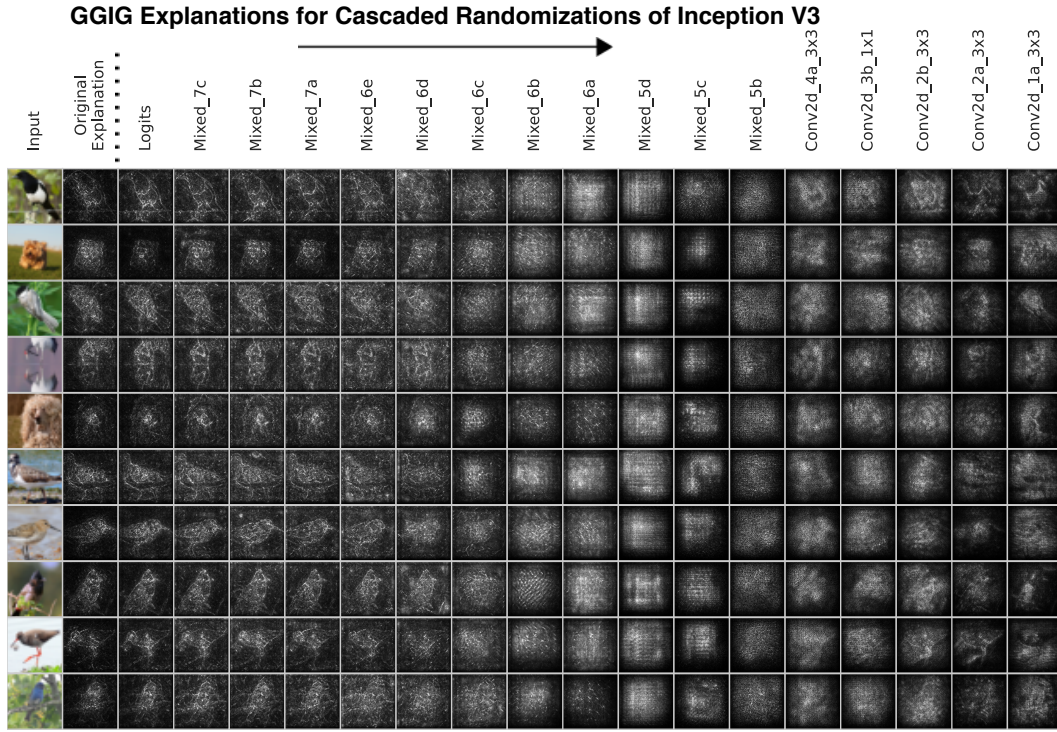 GGIG Explanations for Cascaded Randomizations of Inception V3
Input
Original
Explanation
Logits
Mixed_7c
Mixed_7b
Mixed_7a
Mixed_6e
Mixed_6d
Mixed_6c
Mixed_6b
Mixed_6a
Mixed_5d
Mixed_5c
Mixed_5b
Conv2d_4a_3x3
Conv2d_3b_1x1
Conv2d_2b_3x3
Conv2d_2a_3x3
Conv2d_1a_3x3